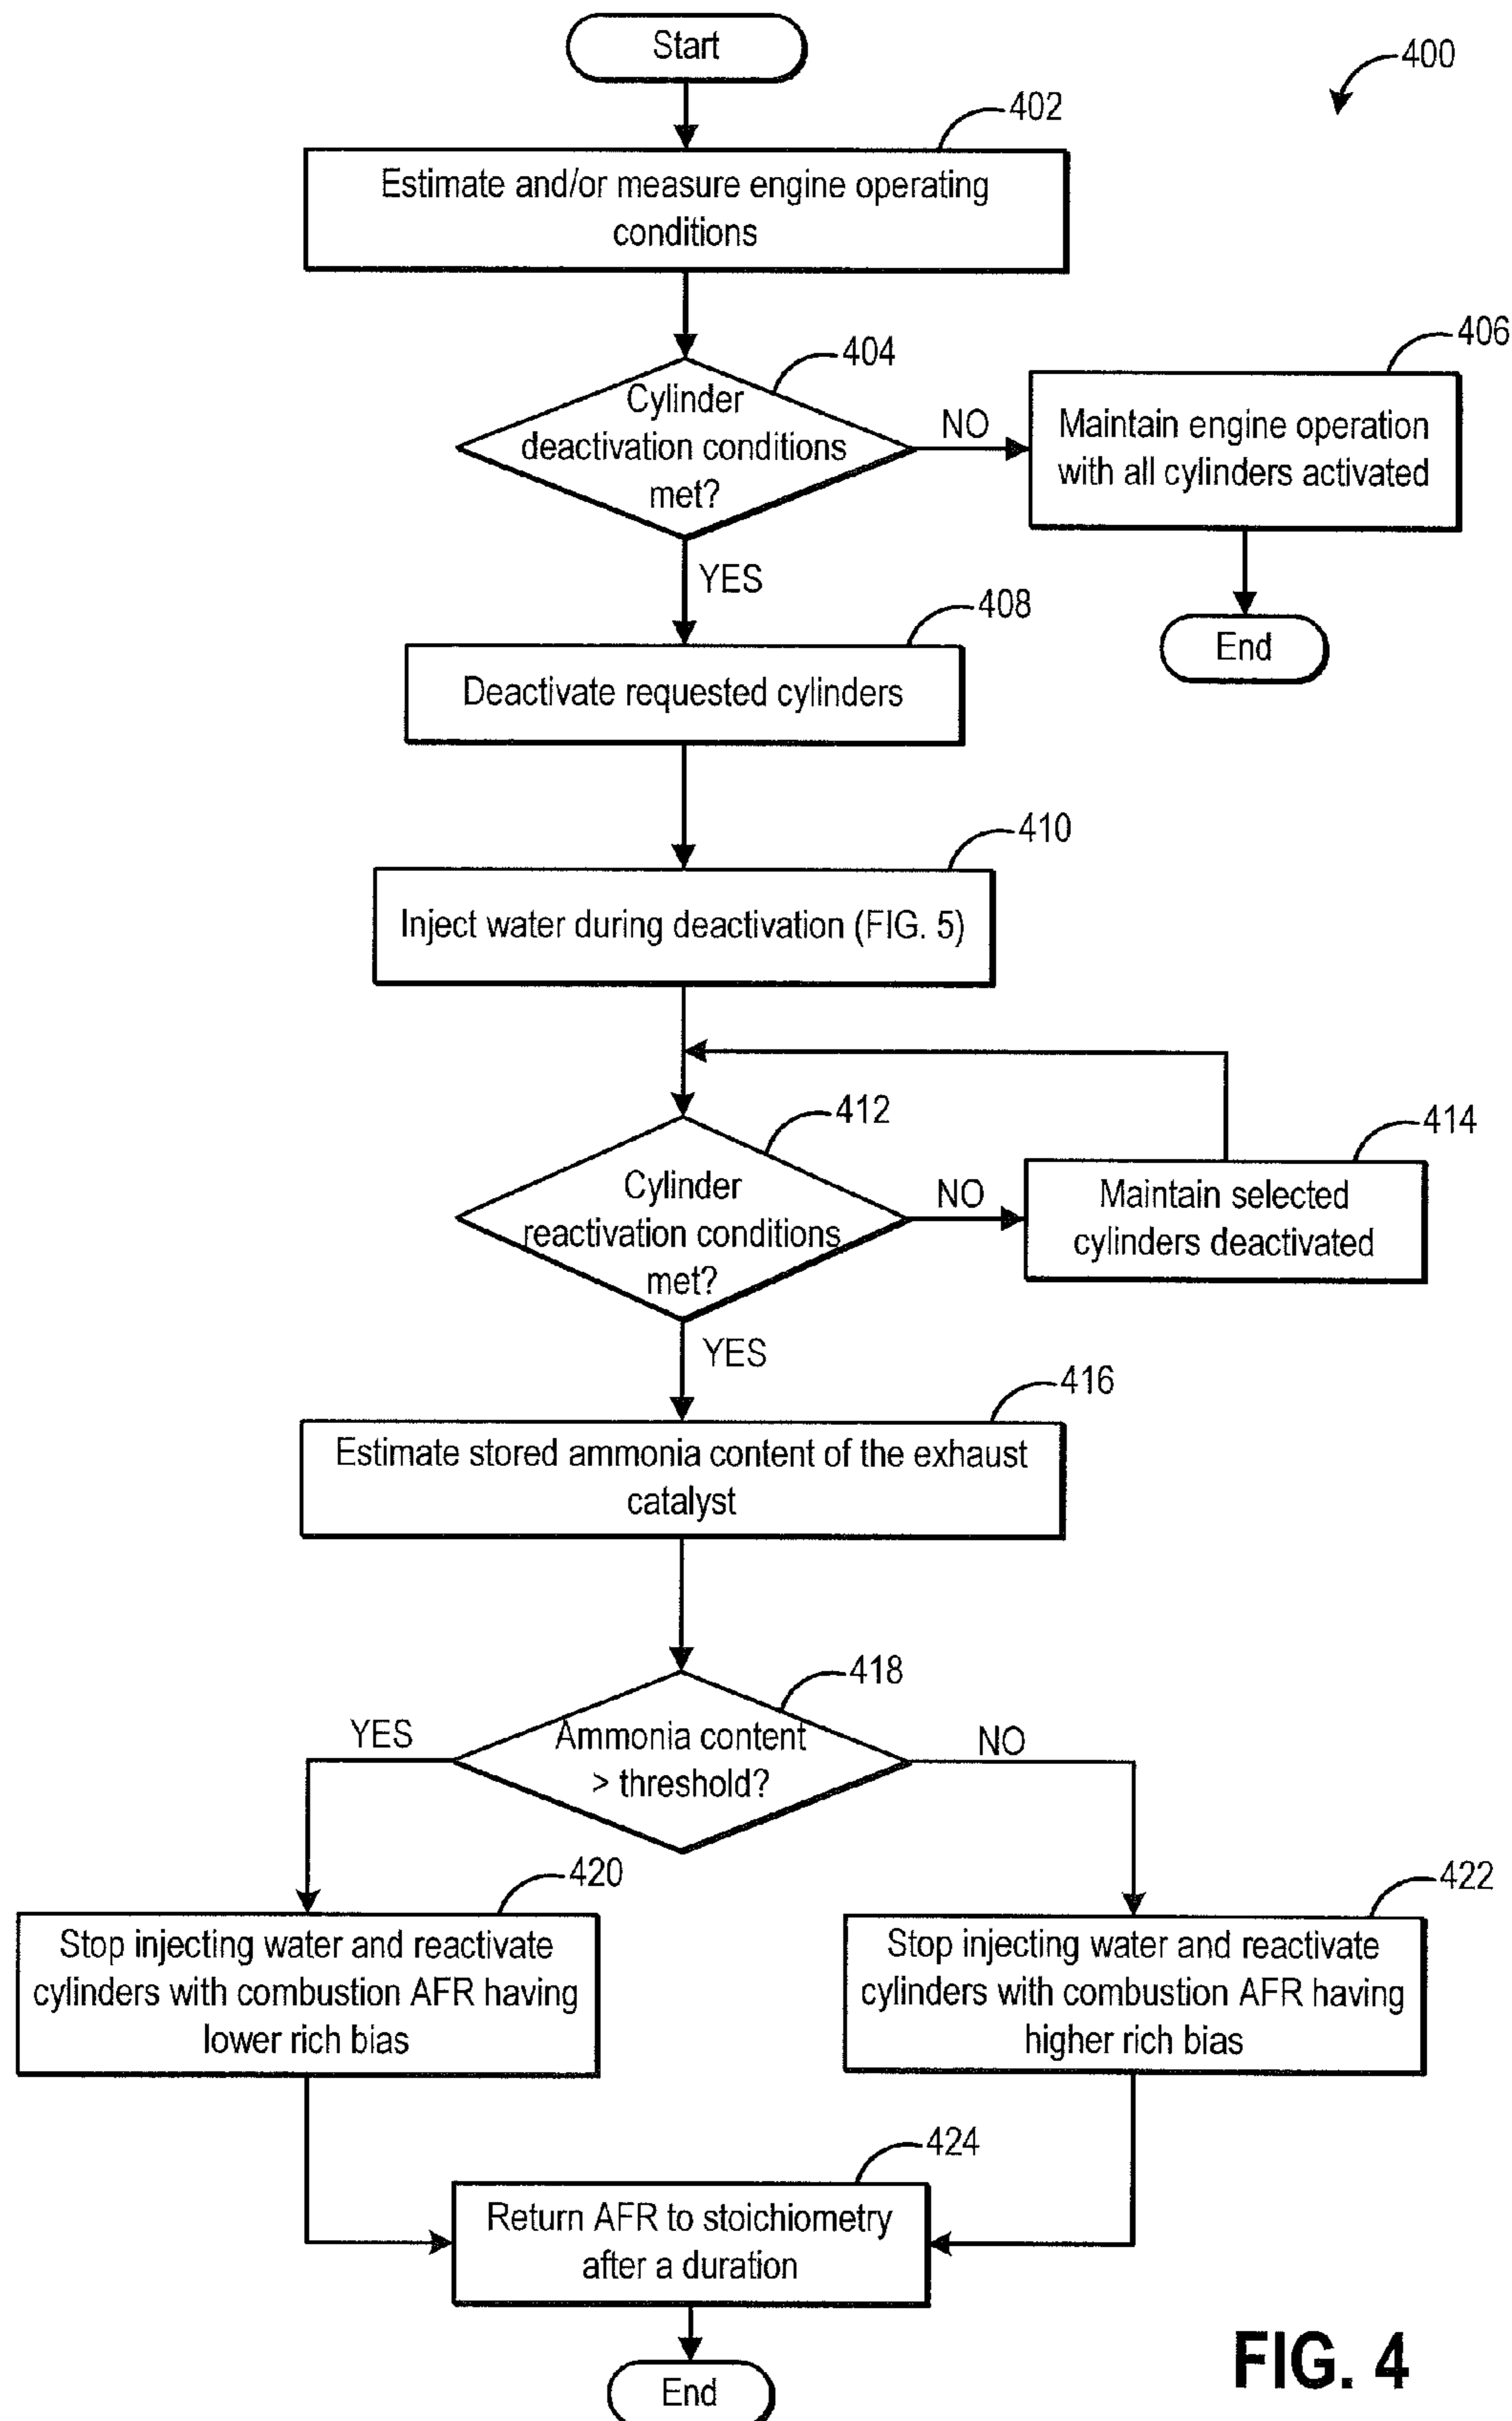 Start
400
402
Estimate and/or measure engine operating
conditions
404
406
Cylinder
deactivation conditions
met?
NO
Maintain engine operation
with all cylinders activated
YES
End
408
Deactivate requested cylinders
410
Inject water during deactivation (FIG. 5)
412
414
Cylinder
reactivation conditions
met?
NO
Maintain selected
cylinders deactivated
YES
416
Estimate stored ammonia content of the exhaust
catalyst
418
YES
Ammonia content
> threshold?
NO
420
422
Stop injecting water and reactivate
cylinders with combustion AFR having
lower rich bias
Stop injecting water and reactivate
cylinders with combustion AFR having
higher rich bias
424
Return AFR to stoichiometry
after a duration
End
FIG. 4